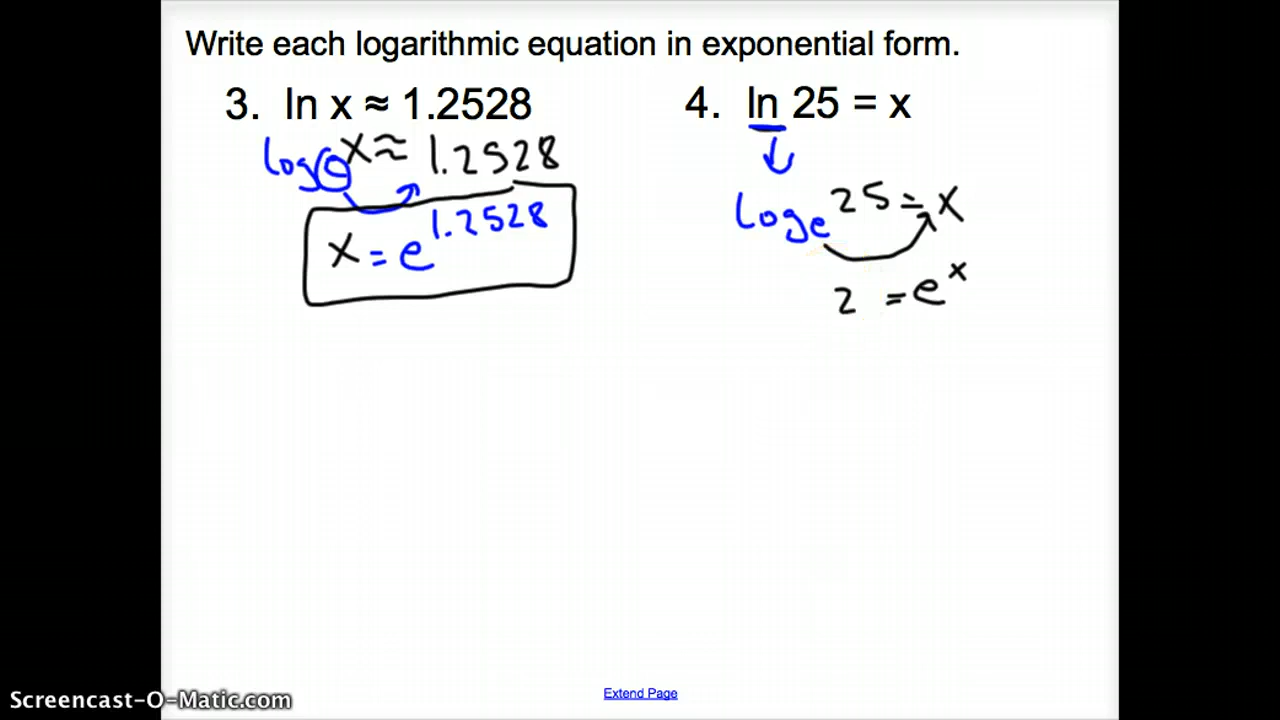 Write each logarithmic equation in exponential form.
3. ln x ≈ 1.2528
logₑ x ≈ 1.2528
x = e^1.2528
4. ln 25 = x
logₑ 25 = x
2 = e^x
Extend Page
Screencast-O-Matic.com